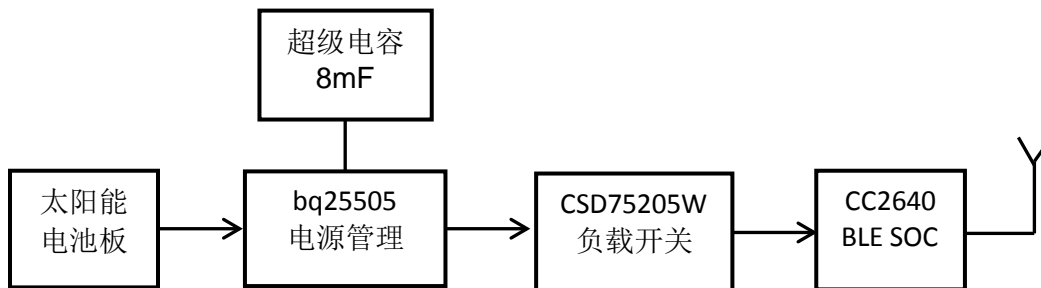 超级电容
8mF
太阳能
电池板
bq25505
电源管理
CSD75205W
负载开关
CC2640
BLE SOC